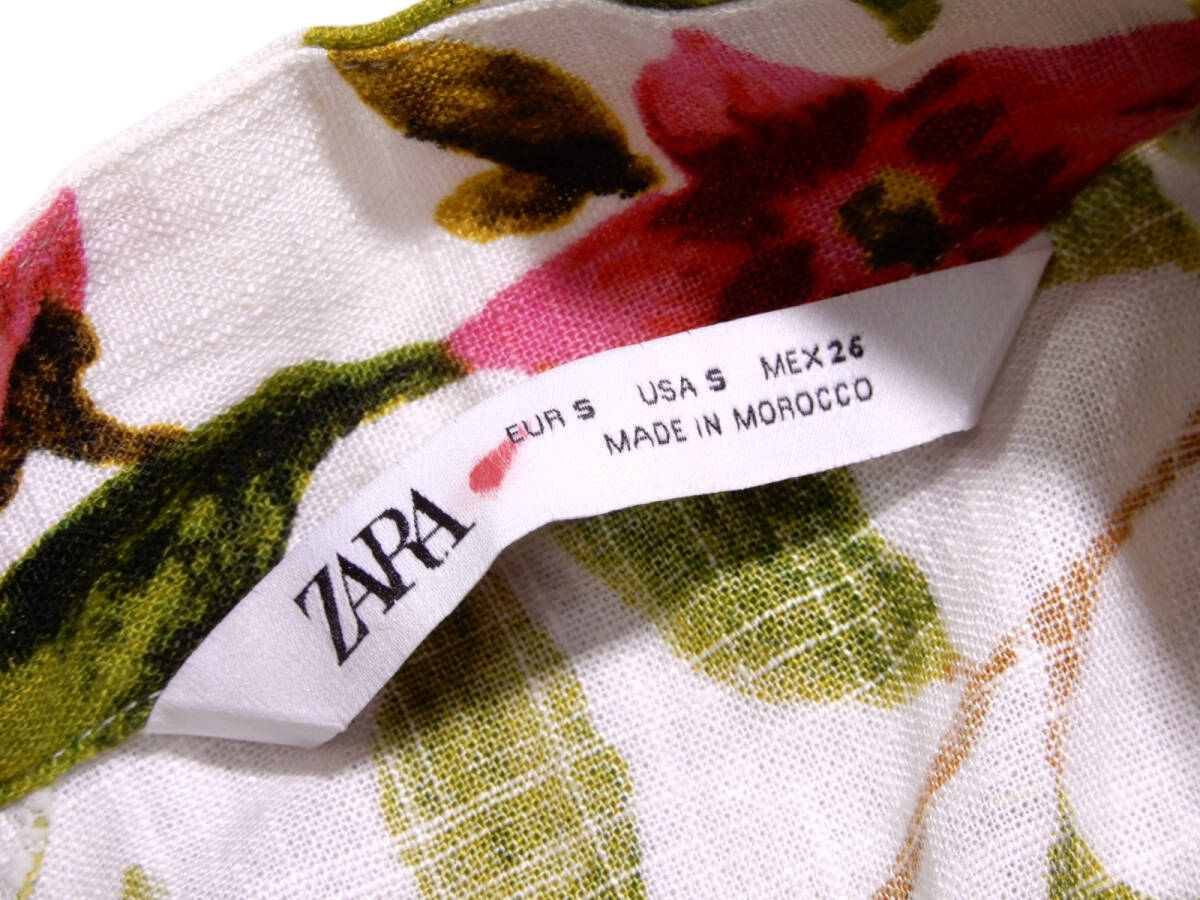 ZARA
EUR S USA S MEX 26
MADE IN MOROCCO